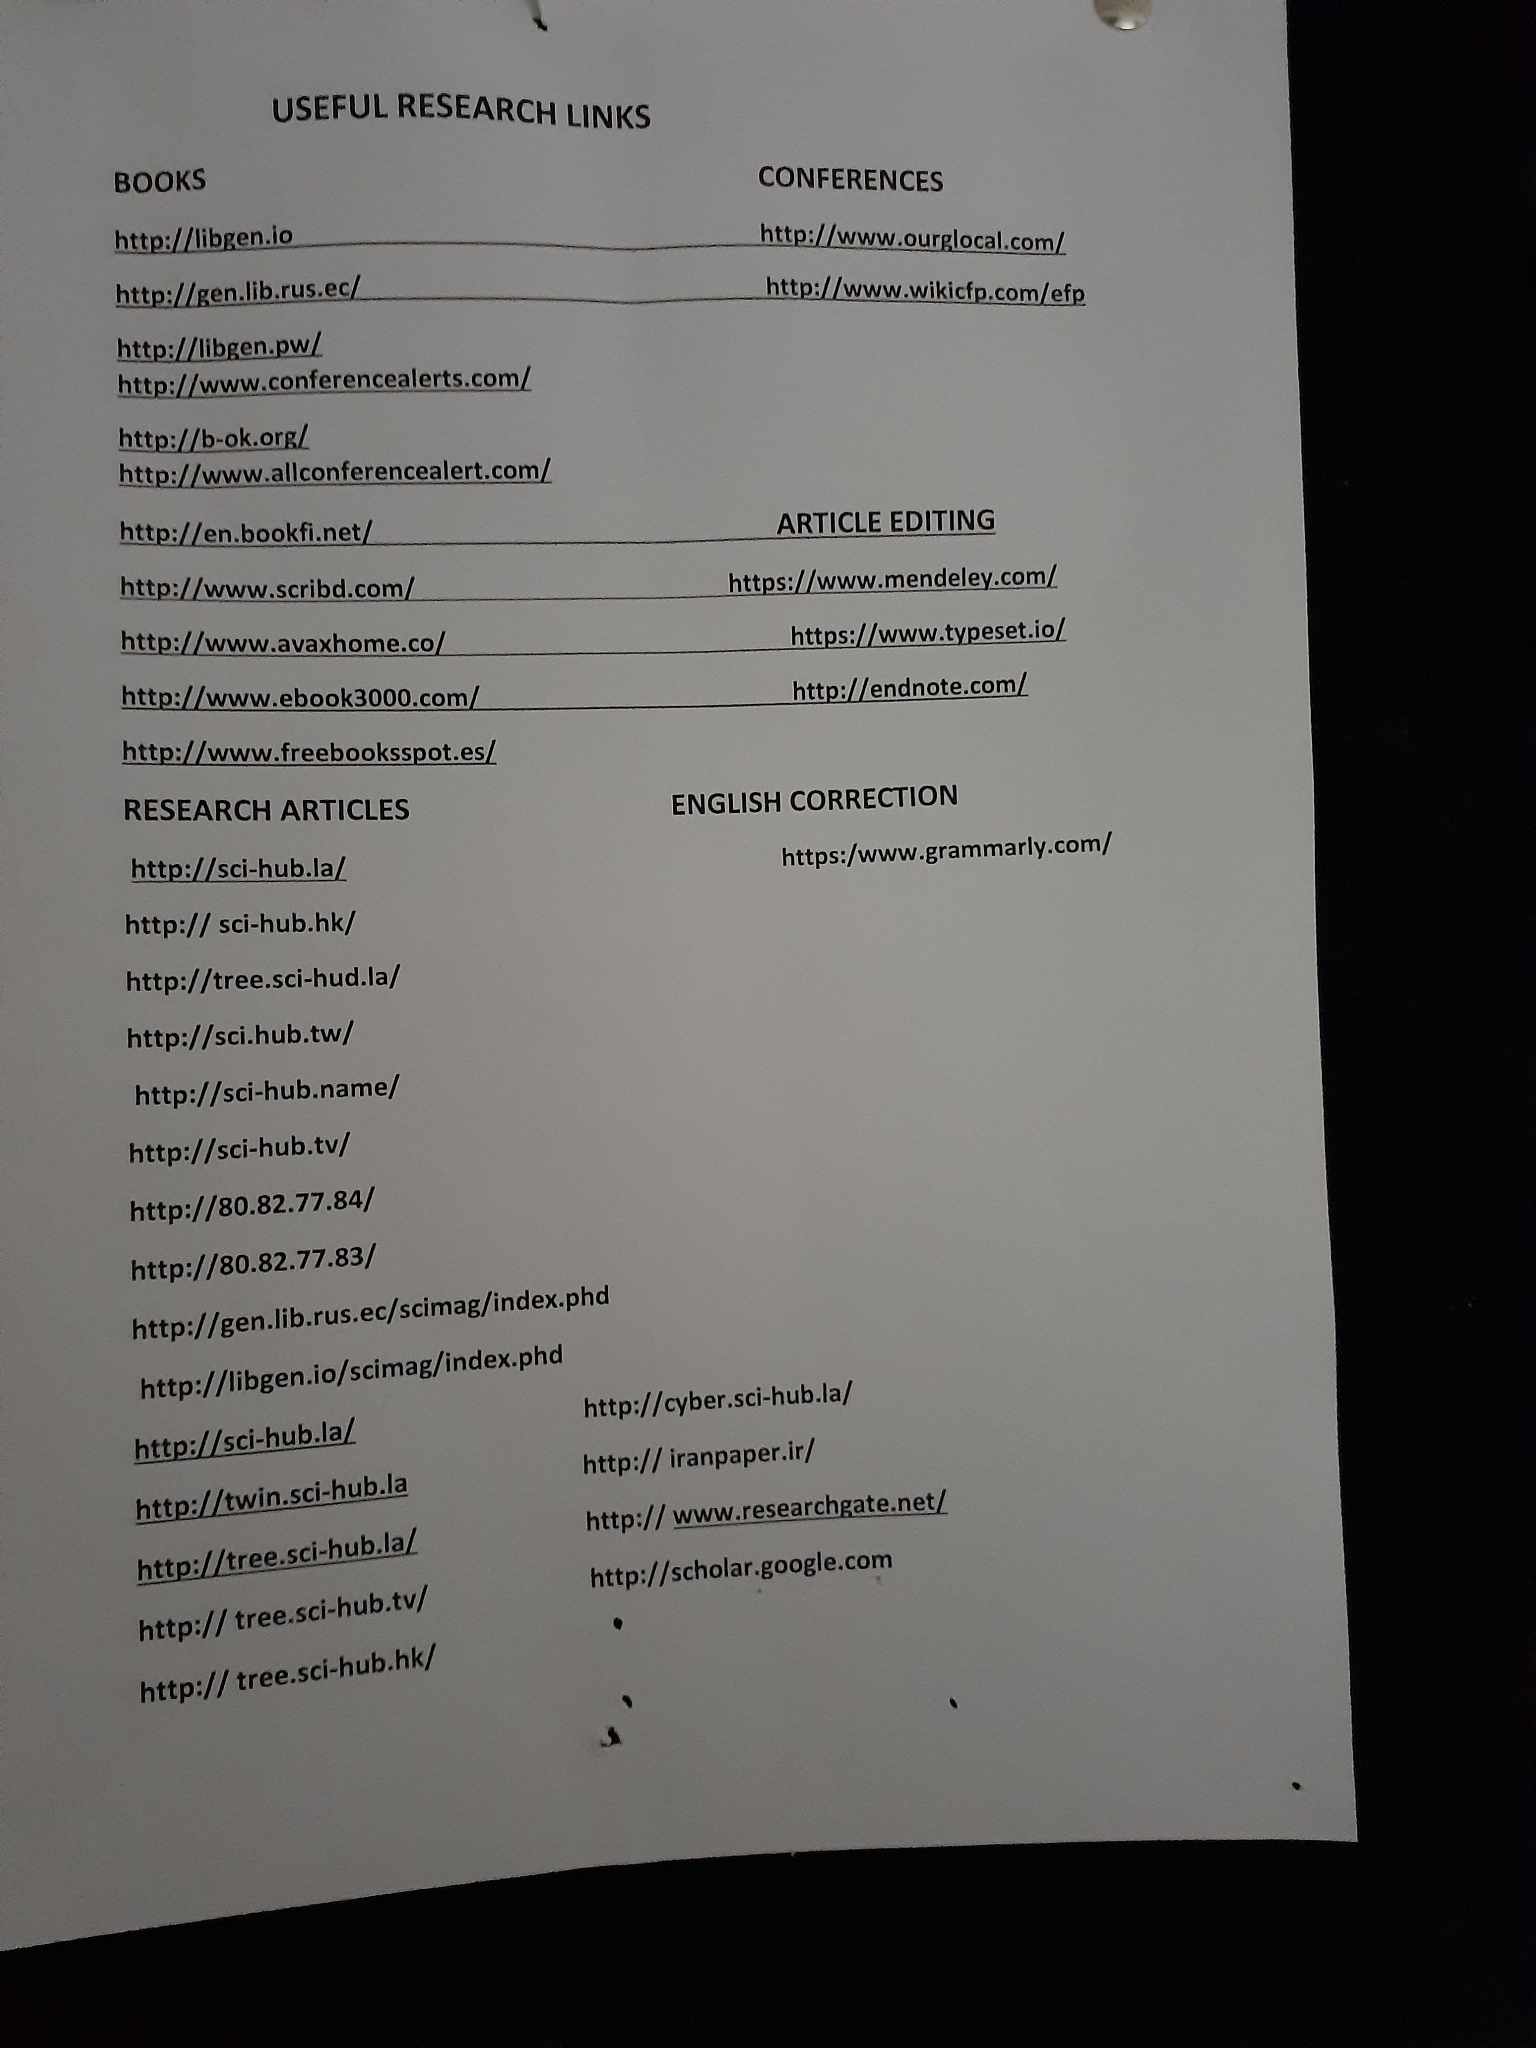 USEFUL RESEARCH LINKS
BOOKS CONFERENCES
http://libgen.io http://www.ourglocal.com/
http://gen.lib.rus.ec/ http://www.wikicfp.com/efp
http://libgen.pw/
http://www.conferencealerts.com/
http://b-ok.org/
http://www.allconferencealert.com/
http://en.bookfi.net/ ARTICLE EDITING
http://www.scribd.com/ https://www.mendeley.com/
http://www.avaxhome.co/ https://www.typeset.io/
http://www.ebook3000.com/ http://endnote.com/
http://www.freebooksspot.es/
RESEARCH ARTICLES ENGLISH CORRECTION
http://sci-hub.la/ https:/www.grammarly.com/
http:// sci-hub.hk/
http://tree.sci-hud.la/
http://sci.hub.tw/
http://sci-hub.name/
http://sci-hub.tv/
http://80.82.77.84/
http://80.82.77.83/
http://gen.lib.rus.ec/scimag/index.phd
http://libgen.io/scimag/index.phd
http://sci-hub.la/ http://cyber.sci-hub.la/
http://twin.sci-hub.la http:// iranpaper.ir/
http://tree.sci-hub.la/ http:// www.researchgate.net/
http:// tree.sci-hub.tv/ http://scholar.google.com
http:// tree.sci-hub.hk/